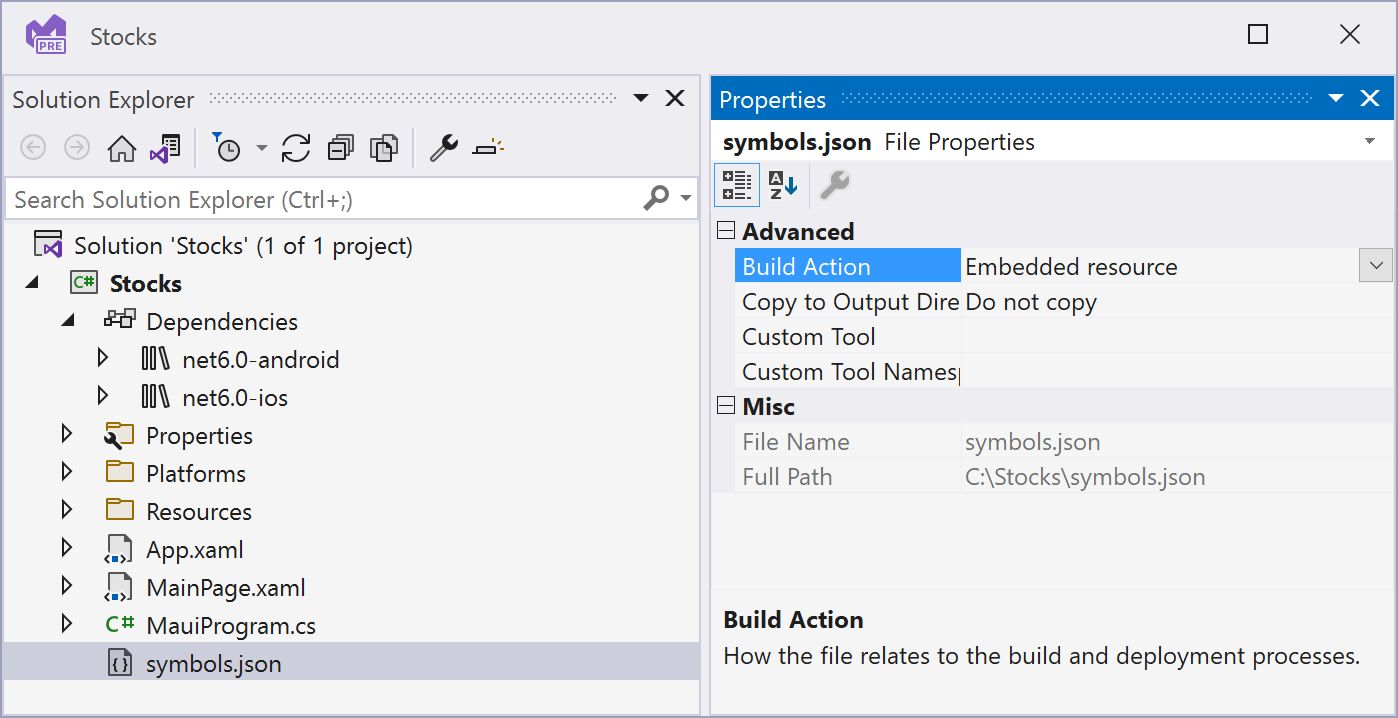 PRE
Stocks
Solution Explorer
Search Solution Explorer (Ctrl+;)
Solution 'Stocks' (1 of 1 project)
C# Stocks
Dependencies
net6.0-android
net6.0-ios
Properties
Platforms
Resources
App.xaml
MainPage.xaml
C# MauiProgram.cs
{} symbols.json
Properties
symbols.json File Properties
A Z
Advanced
Build Action Embedded resource
Copy to Output Dire Do not copy
Custom Tool
Custom Tool Namesp
Misc
File Name symbols.json
Full Path C:\Stocks\symbols.json
Build Action
How the file relates to the build and deployment processes.